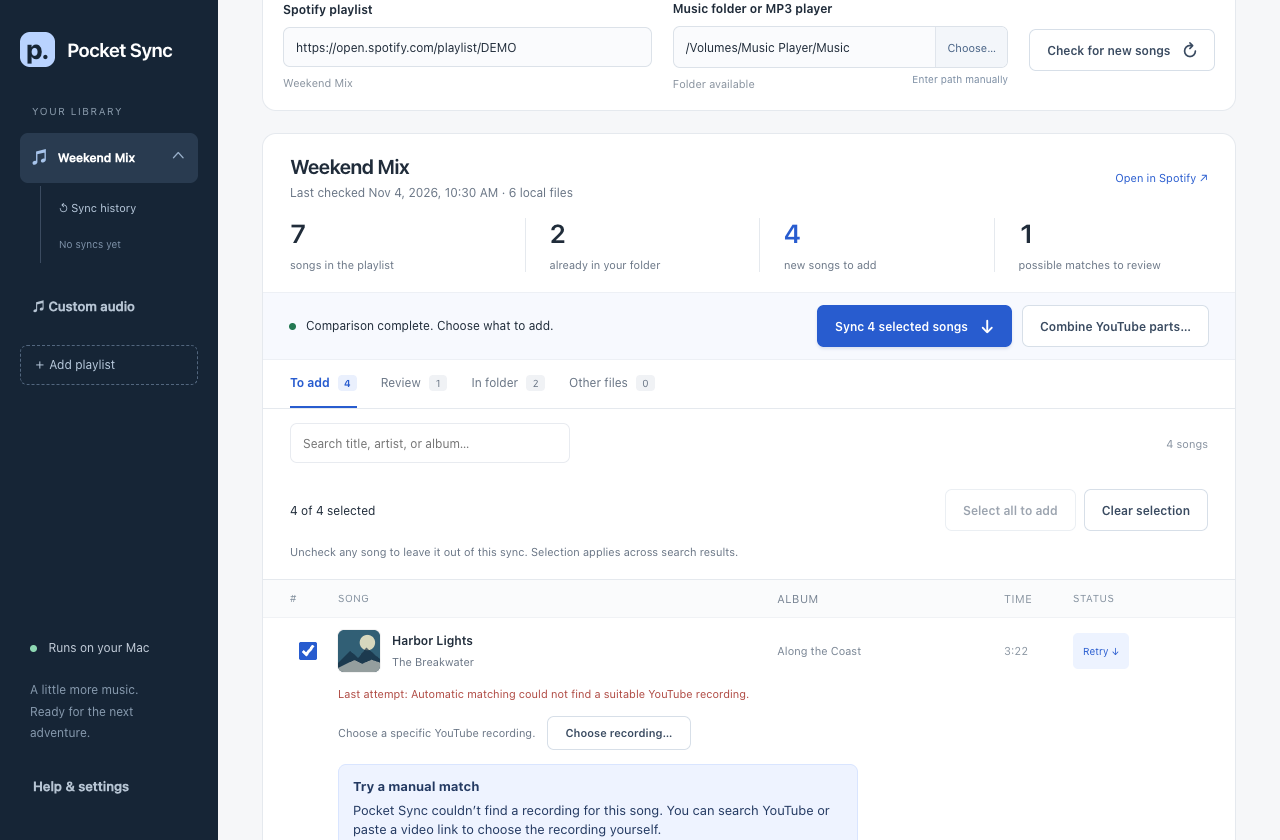 p.
Pocket Sync
YOUR LIBRARY
Weekend Mix
Sync history
No syncs yet
Custom audio
+ Add playlist
Runs on your Mac
A little more music.
Ready for the next
adventure.
Help & settings
Spotify playlist
https://open.spotify.com/playlist/DEMO
Weekend Mix
Music folder or MP3 player
/Volumes/Music Player/Music
Choose...
Folder available
Enter path manually
Check for new songs
Weekend Mix
Last checked Nov 4, 2026, 10:30 AM · 6 local files
Open in Spotify ↗
7
songs in the playlist
2
already in your folder
4
new songs to add
1
possible matches to review
Comparison complete. Choose what to add.
Sync 4 selected songs ↓
Combine YouTube parts...
To add 4
Review 1
In folder 2
Other files 0
Search title, artist, or album...
4 songs
4 of 4 selected
Select all to add
Clear selection
Uncheck any song to leave it out of this sync. Selection applies across search results.
# SONG ALBUM TIME STATUS
Harbor Lights
The Breakwater
Along the Coast
3:22
Retry ↓
Last attempt: Automatic matching could not find a suitable YouTube recording.
Choose a specific YouTube recording.
Choose recording...
Try a manual match
Pocket Sync couldn’t find a recording for this song. You can search YouTube or
paste a video link to choose the recording yourself.